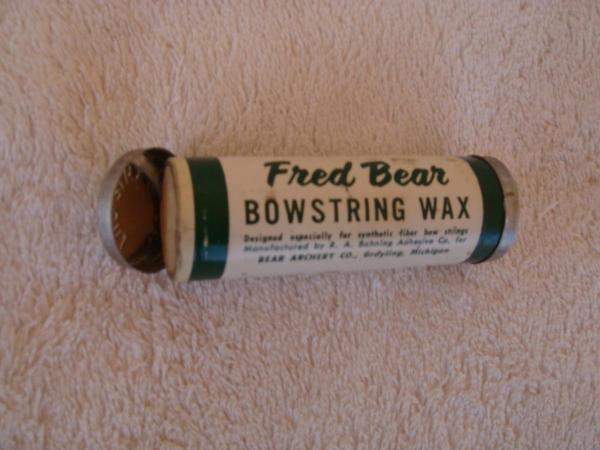 Fred Bear
BOWSTRING WAX
Designed especially for synthetic fiber bow strings
Manufactured by R. A. Bohning Adhesive Co. for
BEAR ARCHERY CO., Grayling, Michigan